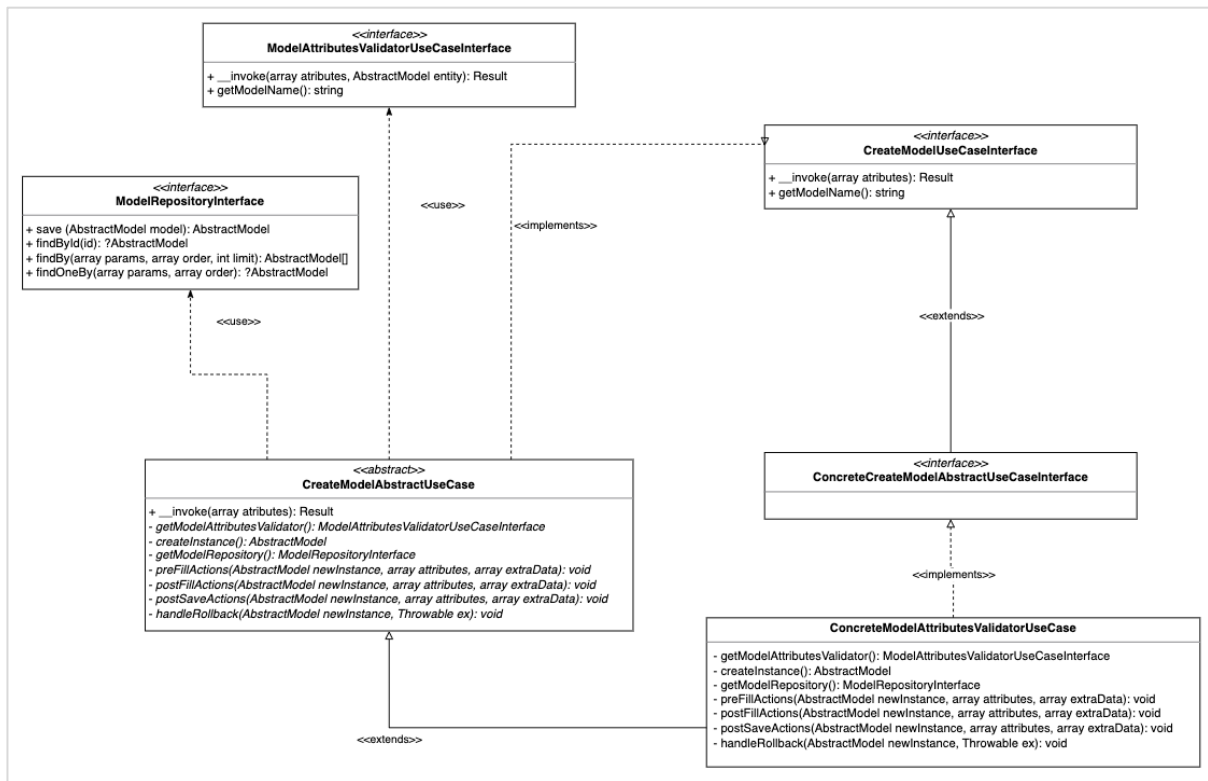 <<interface>>
ModelAttributesValidatorUseCaseInterface
+ __invoke(array atributes, AbstractModel entity): Result
+ getModelName(): string
<<interface>>
CreateModelUseCaseInterface
+ __invoke(array atributes): Result
+ getModelName(): string
<<interface>>
ModelRepositoryInterface
+ save (AbstractModel model): AbstractModel
+ findById(id): ?AbstractModel
+ findBy(array params, array order, int limit): AbstractModel[]
+ findOneBy(array params, array order): ?AbstractModel
<<use>>
<<implements>>
<<use>>
<<extends>>
<<abstract>>
CreateModelAbstractUseCase
+ __invoke(array atributes): Result
- getModelAttributesValidator(): ModelAttributesValidatorUseCaseInterface
- createInstance(): AbstractModel
- getModelRepository(): ModelRepositoryInterface
- preFillActions(AbstractModel newInstance, array attributes, array extraData): void
- postFillActions(AbstractModel newInstance, array attributes, array extraData): void
- postSaveActions(AbstractModel newInstance, array attributes, array extraData): void
- handleRollback(AbstractModel newInstance, Throwable ex): void
<<interface>>
ConcreteCreateModelAbstractUseCaseInterface
<<implements>>
ConcreteModelAttributesValidatorUseCase
- getModelAttributesValidator(): ModelAttributesValidatorUseCaseInterface
- createInstance(): AbstractModel
- getModelRepository(): ModelRepositoryInterface
- preFillActions(AbstractModel newInstance, array attributes, array extraData): void
- postFillActions(AbstractModel newInstance, array attributes, array extraData): void
- postSaveActions(AbstractModel newInstance, array attributes, array extraData): void
- handleRollback(AbstractModel newInstance, Throwable ex): void
<<extends>>